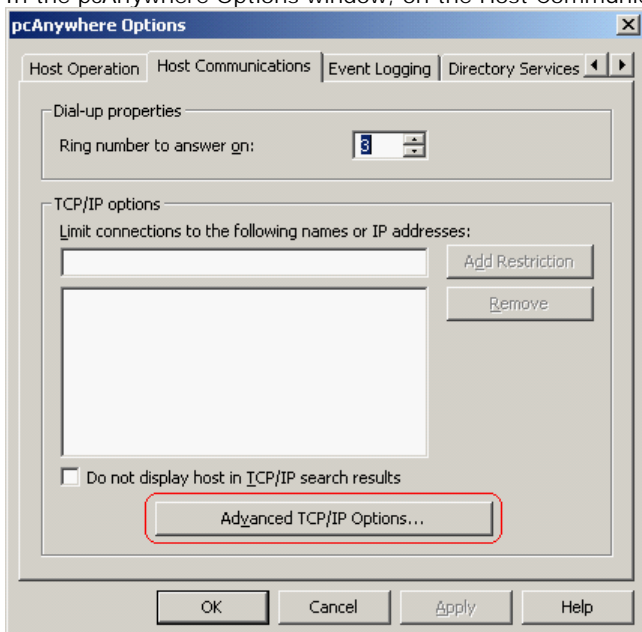 In the pcAnywhere Options window, on the Host Communic
pcAnywhere Options
Host Operation Host Communications Event Logging Directory Services
Dial-up properties
Ring number to answer on: 3
TCP/IP options
Limit connections to the following names or IP addresses:
Add Restriction
Remove
Do not display host in TCP/IP search results
Advanced TCP/IP Options...
OK Cancel Apply Help